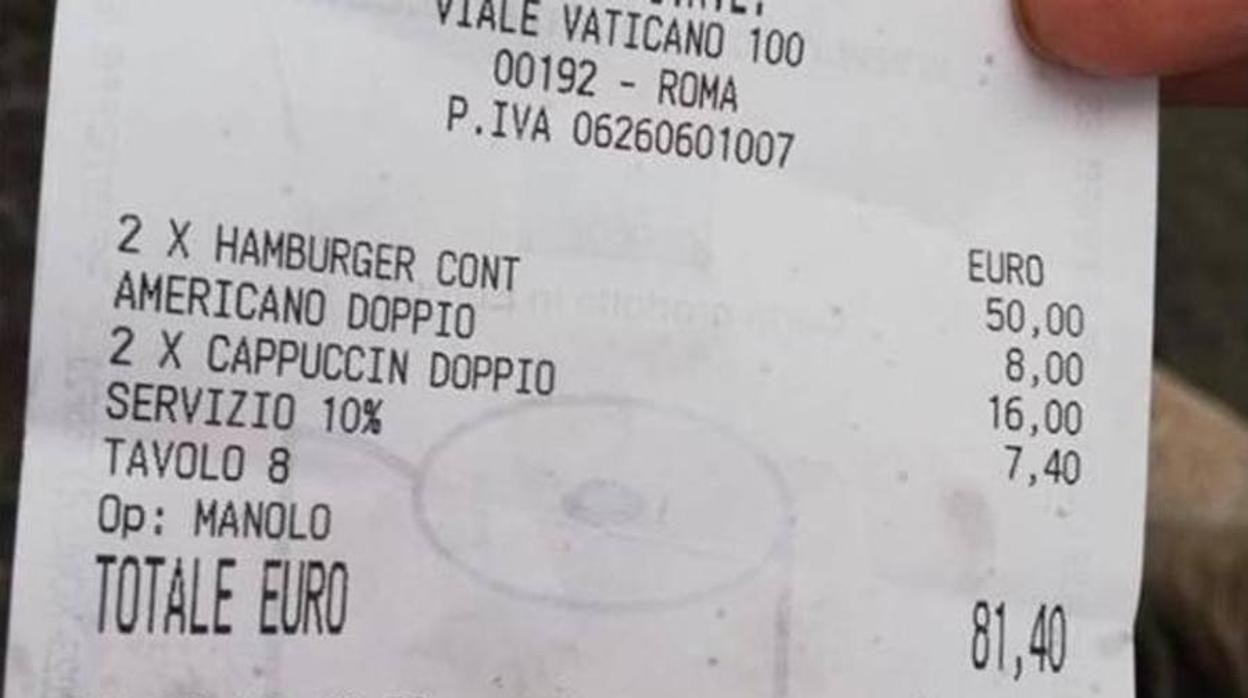 VIALE VATICANO 100
00192 - ROMA
P.IVA 06260601007
EURO
2 X HAMBURGER CONT 50,00
AMERICANO DOPPIO 8,00
2 X CAPPUCCIN DOPPIO 16,00
SERVIZIO 10% 7,40
TAVOLO 8
Op: MANOLO
TOTALE EURO 81,40